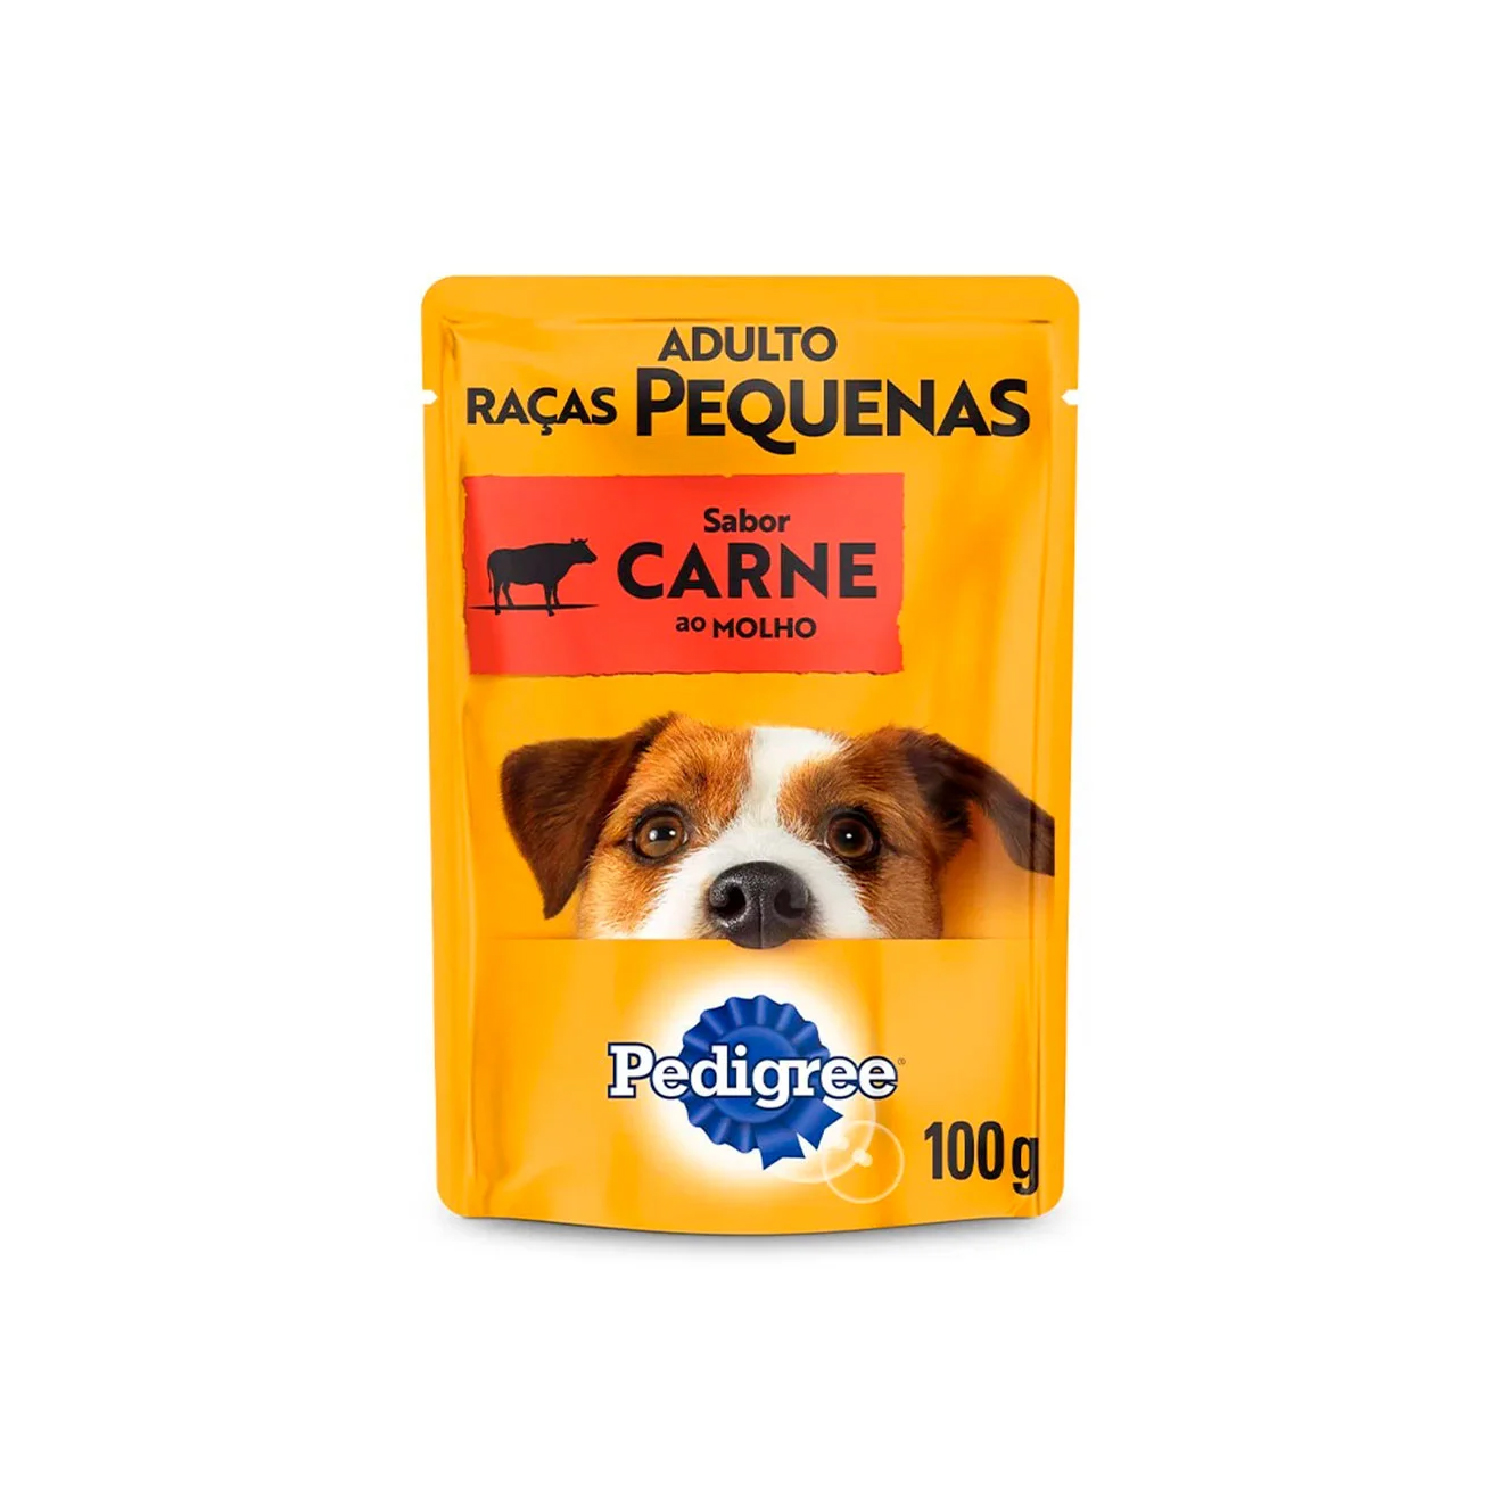 ADULTO
RAÇAS PEQUENAS
Sabor
CARNE
ao MOLHO
Pedigree®
100g